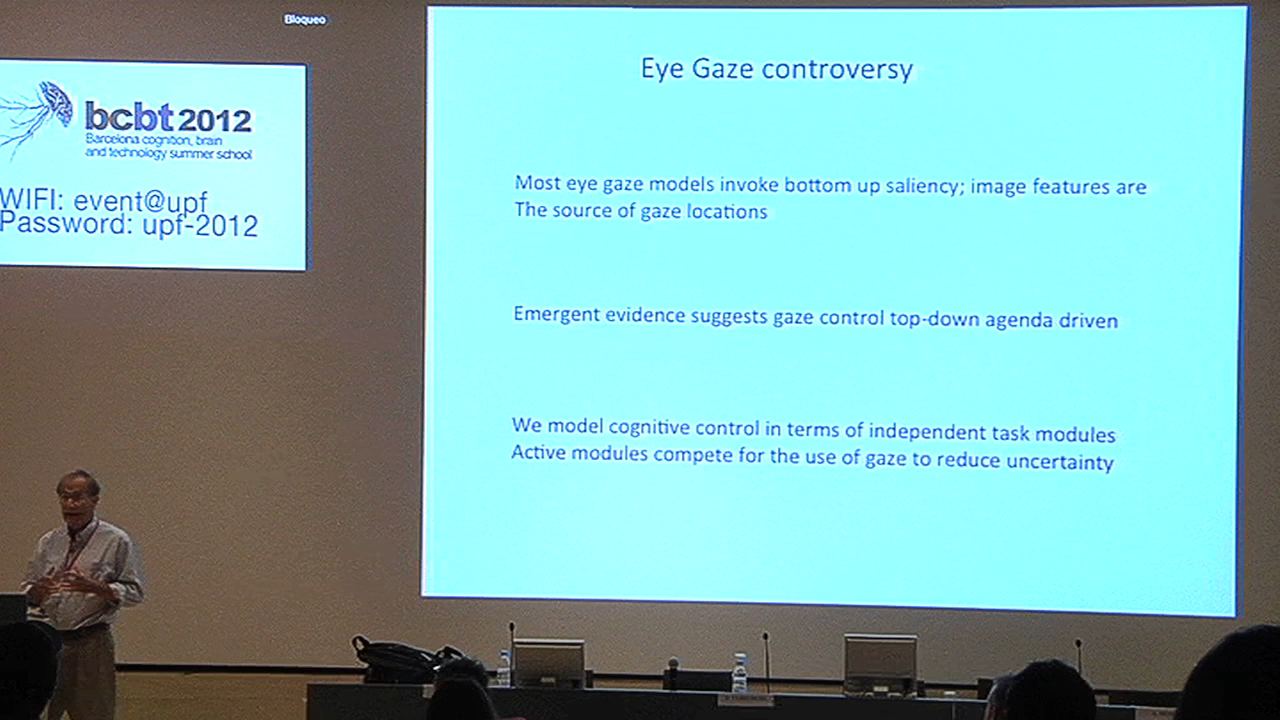 Bloqueo
bcbt2012
Barcelona cognition, brain
and technology summer school
WIFI: event@upf
Password: upf-2012
Eye Gaze controversy
Most eye gaze models invoke bottom up saliency; image features are
The source of gaze locations
Emergent evidence suggests gaze control top-down agenda driven
We model cognitive control in terms of independent task modules
Active modules compete for the use of gaze to reduce uncertainty